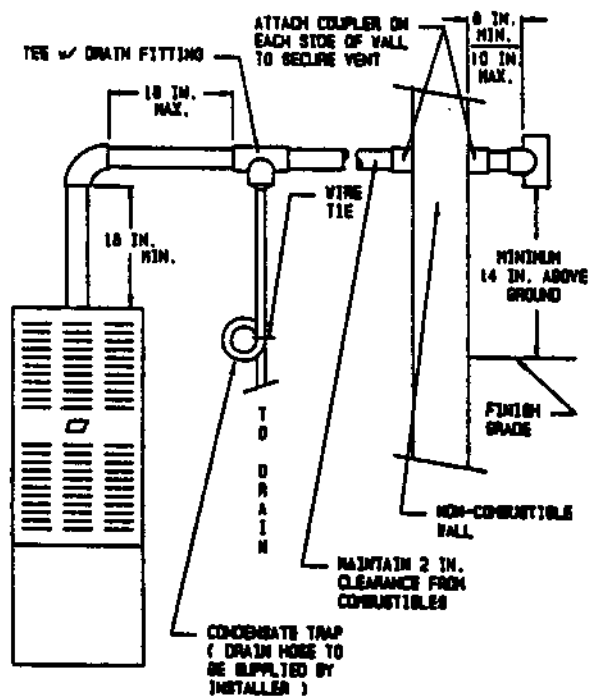 ATTACH COUPLER ON
EACH SIDE OF WALL
TO SECURE VENT
8 IN.
MIN.
10 IN.
MAX.
TEE w/ DRAIN FITTING
18 IN.
MAX.
WIRE
TIE
18 IN.
MIN.
MINIMUM
14 IN. ABOVE
GROUND
FINISH
GRADE
TO DRAIN
NON-COMBUSTIBLE
WALL
MAINTAIN 2 IN.
CLEARANCE FROM
COMBUSTIBLES
CONDENSATE TRAP
( DRAIN HOSE TO
BE SUPPLIED BY
INSTALLER )